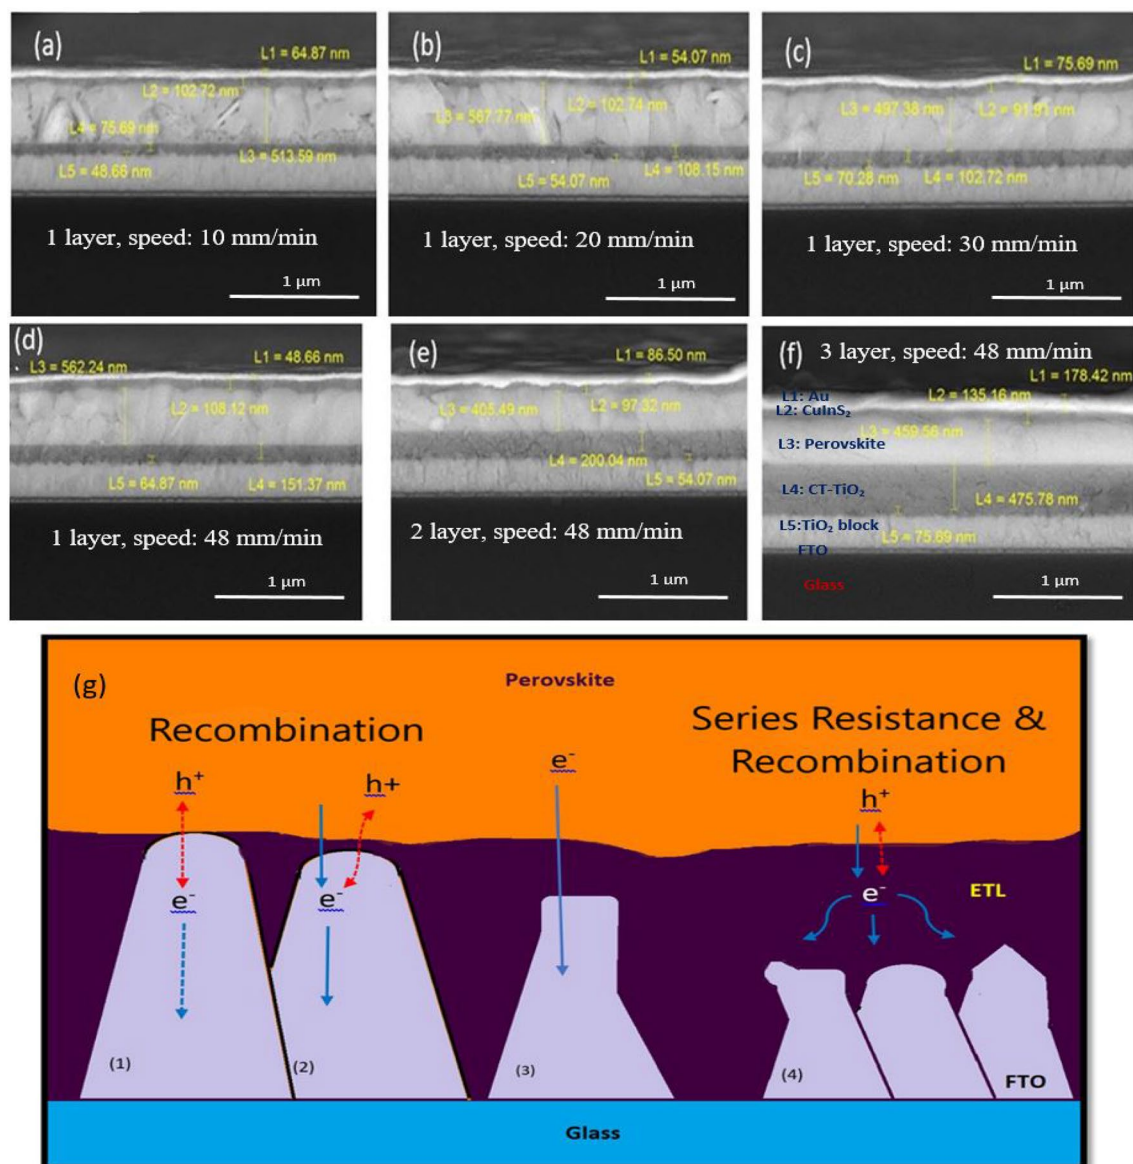 (a)
L1 = 64.87 nm
L2 = 102.72 nm
L4 = 75.69 nm
L3 = 513.59 nm
L5 = 48.66 nm
1 layer, speed: 10 mm/min
1 µm
(b)
L1 = 54.07 nm
L2 = 102.74 nm
L3 = 567.77 nm
L4 = 108.15 nm
L5 = 54.07 nm
1 layer, speed: 20 mm/min
1 µm
(c)
L1 = 75.69 nm
L3 = 497.38 nm
L2 = 91.91 nm
L5 = 70.28 nm
L4 = 102.72 nm
1 layer, speed: 30 mm/min
1 µm
(d)
L3 = 562.24 nm
L1 = 48.66 nm
L2 = 108.12 nm
L5 = 64.87 nm
L4 = 151.37 nm
1 layer, speed: 48 mm/min
1 µm
(e)
L1 = 86.50 nm
L3 = 405.49 nm
L2 = 97.32 nm
L4 = 200.04 nm
L5 = 54.07 nm
2 layer, speed: 48 mm/min
1 µm
(f)
3 layer, speed: 48 mm/min
L1 = 178.42 nm
L2 = 135.16 nm
L1: Au
L2: CuInS₂
L3 = 459.56 nm
L3: Perovskite
L4: CT-TiO₂
L4 = 475.78 nm
L5:TiO₂ block
L5 = 75.69 nm
FTO
Glass
1 µm
(g)
Perovskite
Recombination
Series Resistance &
Recombination
h⁺
h+
e⁻
h⁺
e⁻
e⁻
e⁻
ETL
(1)
(2)
(3)
(4)
FTO
Glass